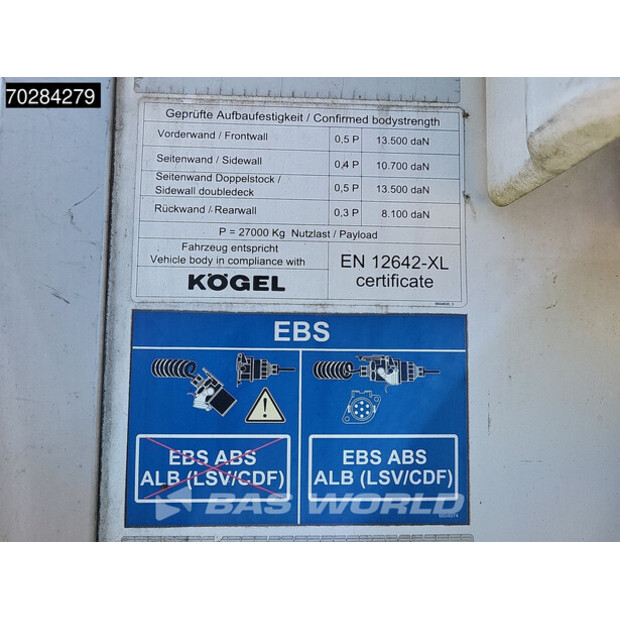 70284279
Geprüfte Aufbaufestigkeit / Confirmed bodystrength
Vorderwand / Frontwall 0,5 P 13.500 daN
Seitenwand / Sidewall 0,4 P 10.700 daN
Seitenwand Doppelstock /
Sidewall doubledeck 0,5 P 13.500 daN
Rückwand / Rearwall 0,3 P 8.100 daN
P = 27000 Kg Nutzlast / Payload
Fahrzeug entspricht
Vehicle body in compliance with
KÖGEL
EN 12642-XL
certificate
EBS
EBS ABS
ALB (LSV/CDF)
EBS ABS
ALB (LSV/CDF)
BAS WORLD